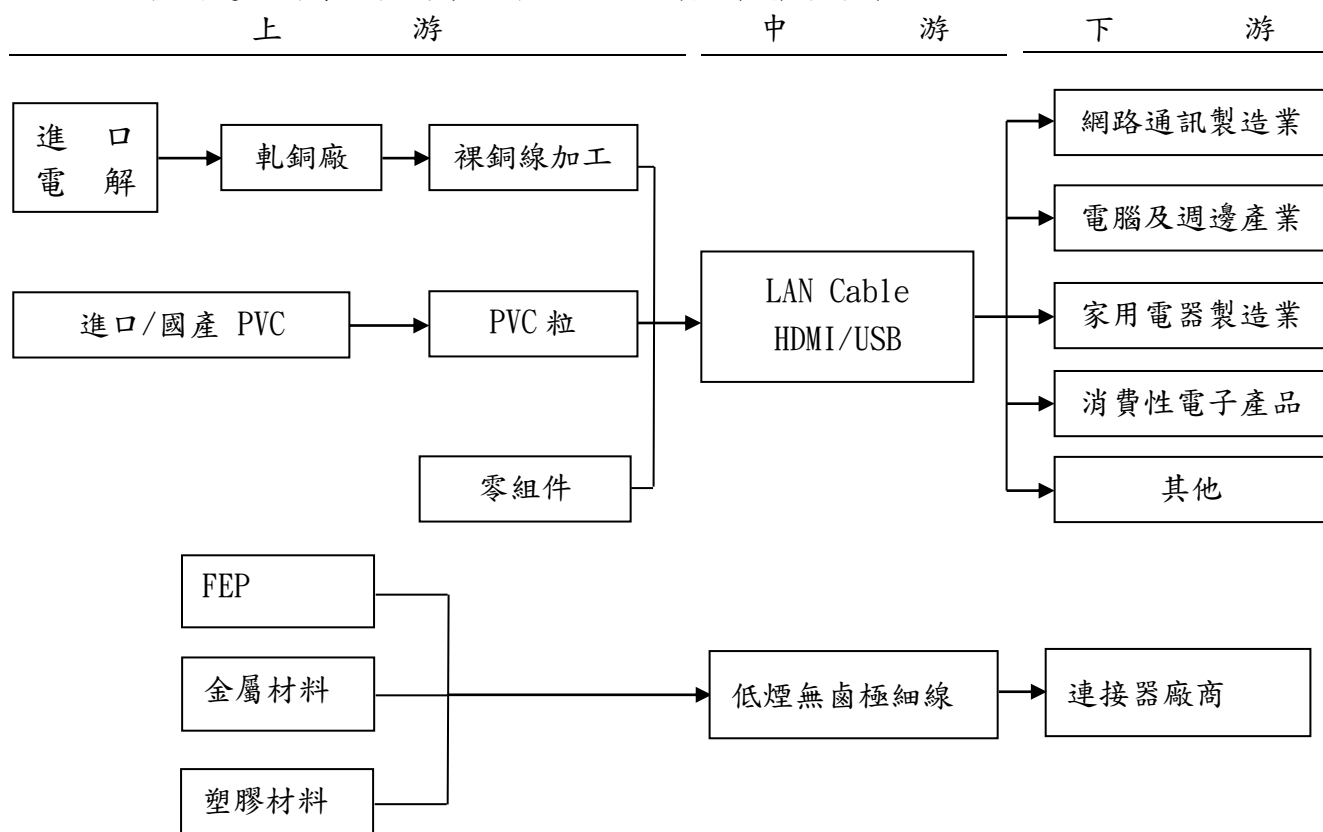 上 游 中 游 下 游
進 口
電 解
軋銅廠
裸銅線加工
進口/國產 PVC
PVC 粒
零組件
LAN Cable
HDMI/USB
網路通訊製造業
電腦及週邊產業
家用電器製造業
消費性電子產品
其他
FEP
金屬材料
塑膠材料
低煙無鹵極細線
連接器廠商